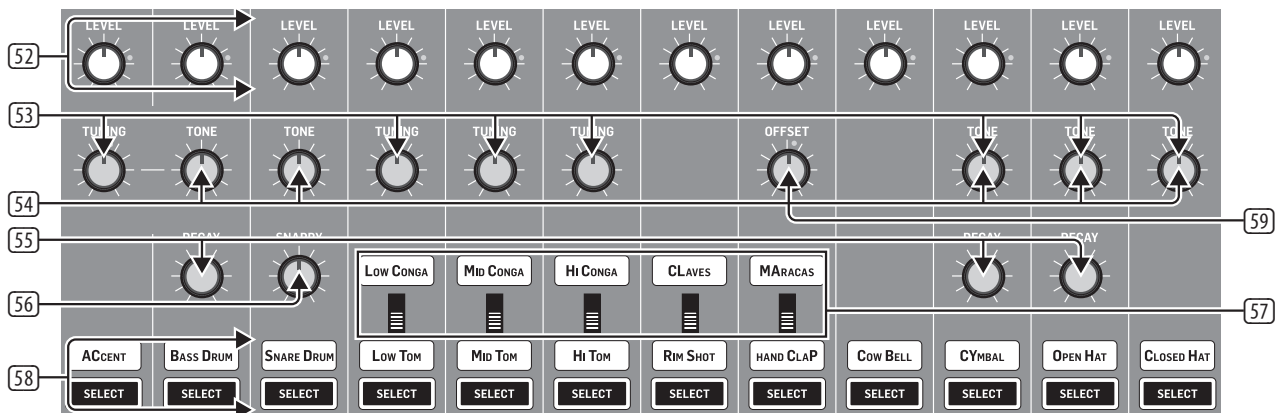 LEVEL LEVEL LEVEL LEVEL LEVEL LEVEL LEVEL LEVEL LEVEL LEVEL LEVEL LEVEL
52
53
TUNING TONE TONE TUNING TUNING TUNING OFFSET TONE TONE TONE
54
59
55
DECAY SNAPPY DECAY DECAY
Low Conga Mid Conga Hi Conga CLaves MAracas
56
57
ACcent Bass Drum Snare Drum Low Tom Mid Tom Hi Tom Rim Shot hand ClaP Cow Bell CYmbal Open Hat Closed Hat
58
SELECT SELECT SELECT SELECT SELECT SELECT SELECT SELECT SELECT SELECT SELECT SELECT